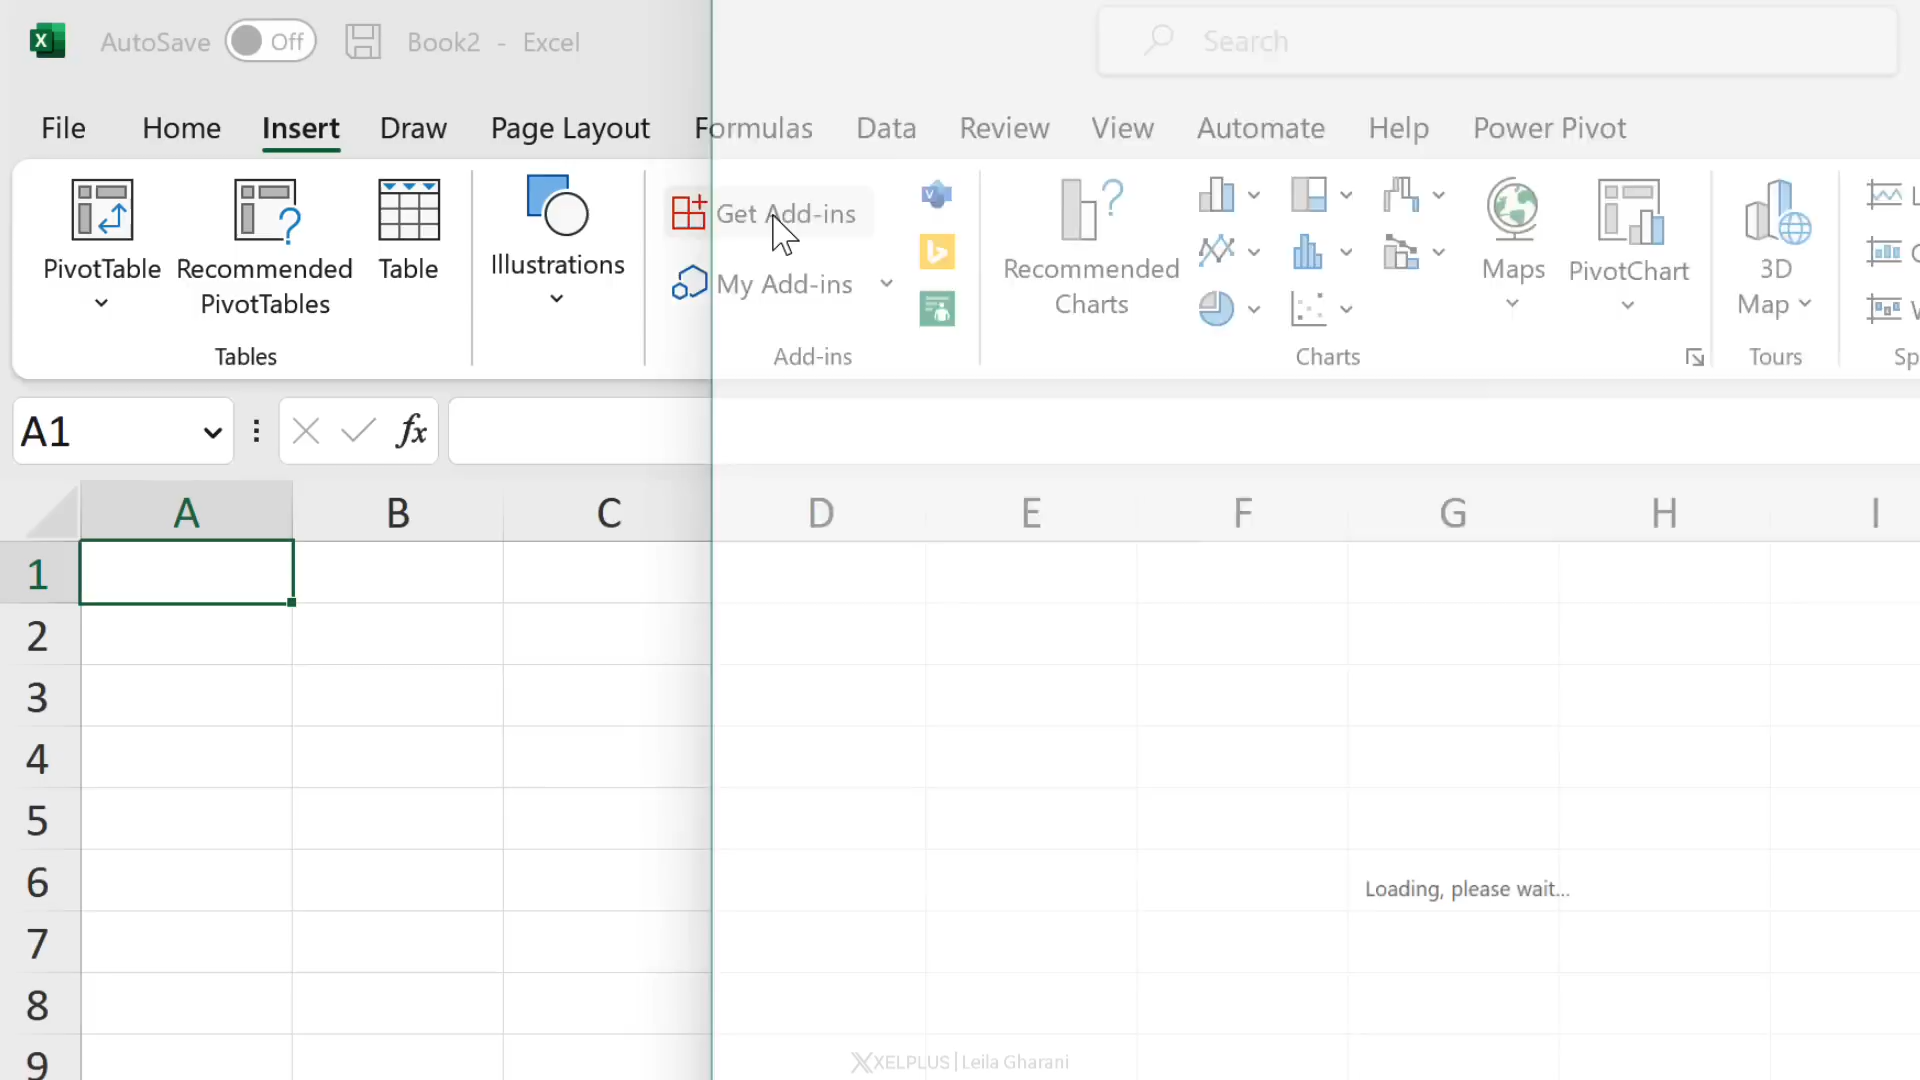 AutoSave Off Book2 - Excel Search
File Home Insert Draw Page Layout Formulas Data Review View Automate Help Power Pivot
PivotTable
Recommended
PivotTables
Table
Tables
Illustrations
Get Add-ins
My Add-ins
Add-ins
Recommended
Charts
Maps
PivotChart
Charts
3D
Map
Tours
Sp
A1 fx
A B C D E F G H I
1
2
3
4
5
6
7
8
9
Loading, please wait...
XELPLUS | Leila Gharani